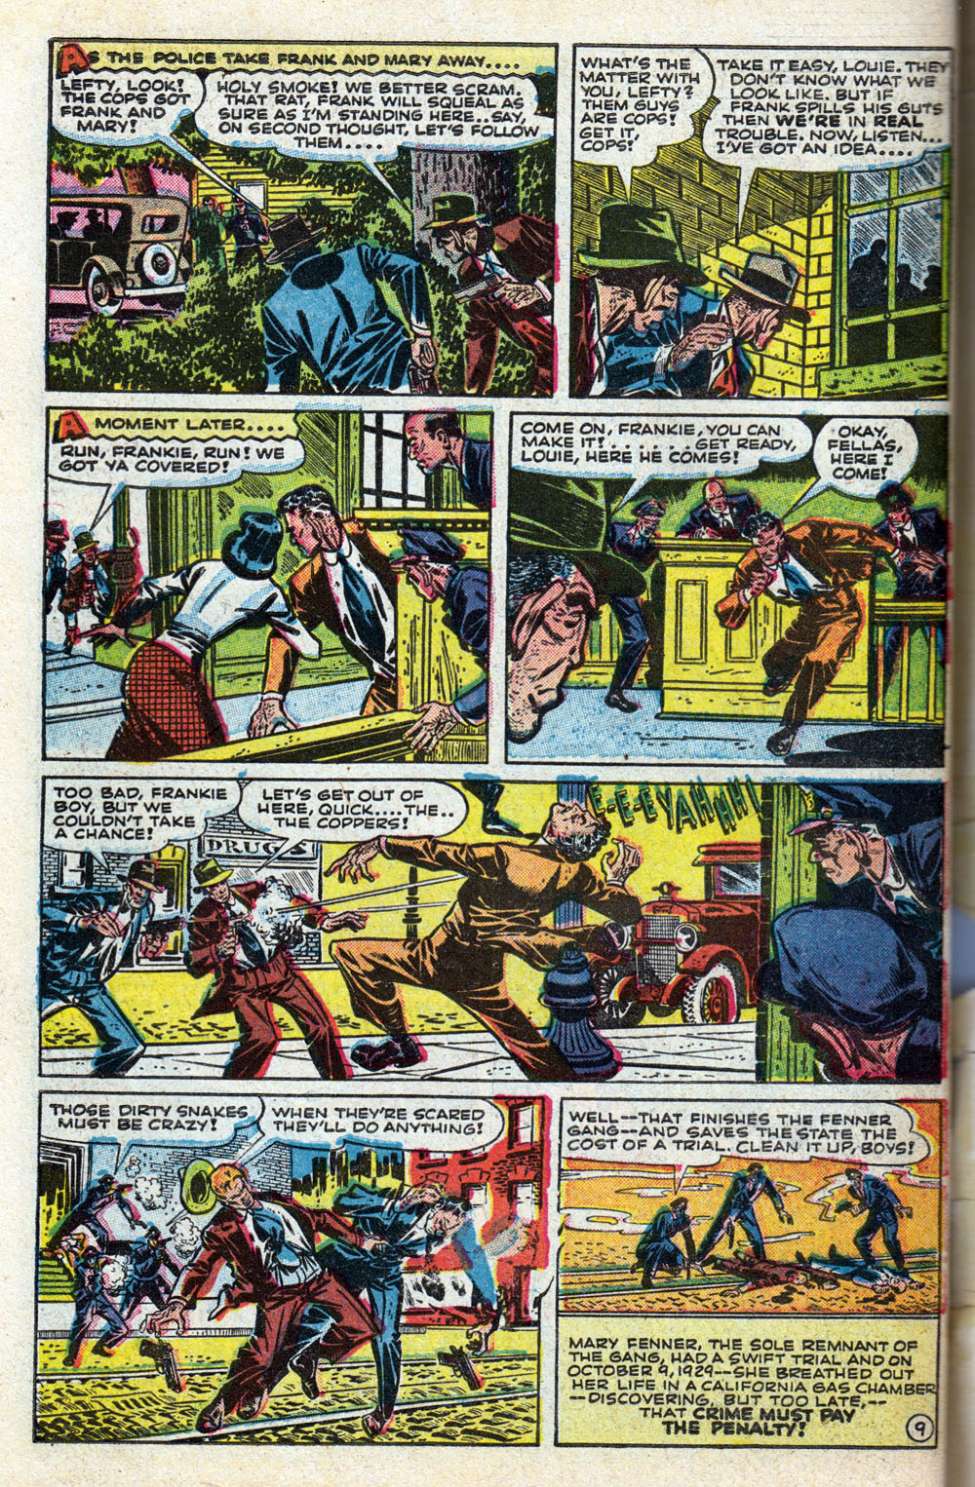 AS THE POLICE TAKE FRANK AND MARY AWAY....
LEFTY, LOOK!
THE COPS GOT
FRANK AND
MARY!
HOLY SMOKE! WE BETTER SCRAM.
THAT RAT, FRANK WILL SQUEAL AS
SURE AS I'M STANDING HERE..SAY,
ON SECOND THOUGHT, LET'S FOLLOW
THEM....
WHAT'S THE
MATTER WITH
YOU, LEFTY?
THEM GUYS
ARE COPS!
GET IT,
COPS!
TAKE IT EASY, LOUIE. THEY
DON'T KNOW WHAT WE
LOOK LIKE. BUT IF
FRANK SPILLS HIS GUTS
THEN WE'RE IN REAL
TROUBLE. NOW, LISTEN...
I'VE GOT AN IDEA....
A MOMENT LATER....
RUN, FRANKIE, RUN! WE
GOT YA COVERED!
COME ON, FRANKIE, YOU CAN
MAKE IT! . . . . . . GET READY,
LOUIE, HERE HE COMES!
OKAY,
FELLAS,
HERE I
COME!
TOO BAD, FRANKIE
BOY, BUT WE
COULDN'T TAKE
A CHANCE!
LET'S GET OUT OF
HERE, QUICK....THE..
THE COPPERS!
DRUGS
E-E-EYAHHHH!
THOSE DIRTY SNAKES
MUST BE CRAZY!
WHEN THEY'RE SCARED
THEY'LL DO ANYTHING!
WELL--THAT FINISHES THE FENNER
GANG--AND SAVES THE STATE THE
COST OF A TRIAL. CLEAN IT UP, BOYS!
MARY FENNER, THE SOLE REMNANT OF
THE GANG, HAD A SWIFT TRIAL AND ON
OCTOBER 9, 1929--SHE BREATHED OUT
HER LIFE IN A CALIFORNIA GAS CHAMBER
--DISCOVERING, BUT TOO LATE,--
THAT CRIME MUST PAY
THE PENALTY!
9